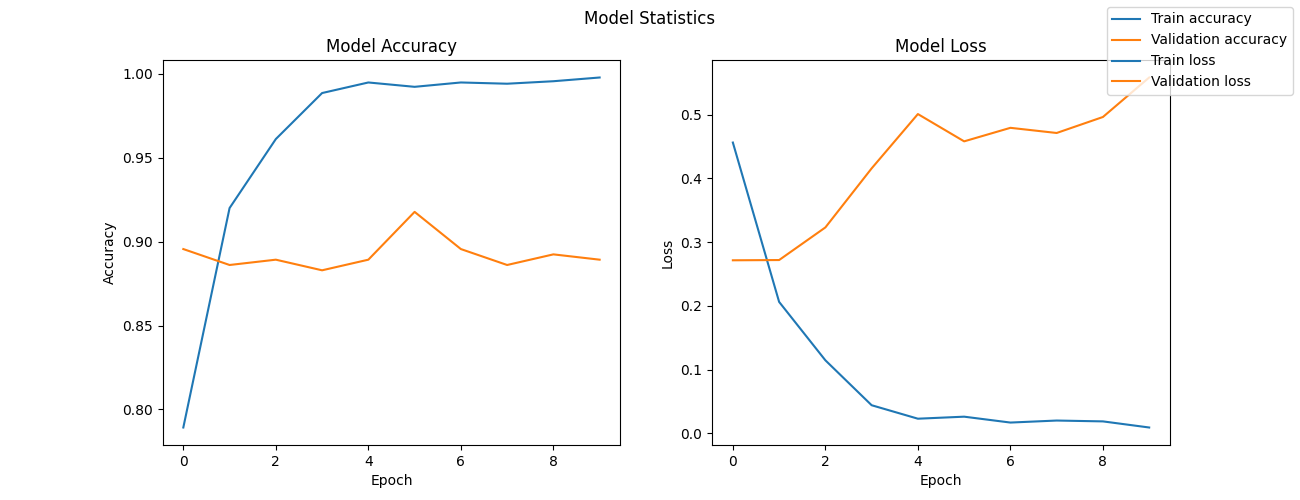 Model Statistics
Train accuracy
Validation accuracy
Train loss
Validation loss
Model Accuracy
1.00
0.95
0.90
0.85
0.80
Accuracy
0
2
4
6
8
Epoch
Model Loss
0.5
0.4
0.3
0.2
0.1
0.0
Loss
0
2
4
6
8
Epoch